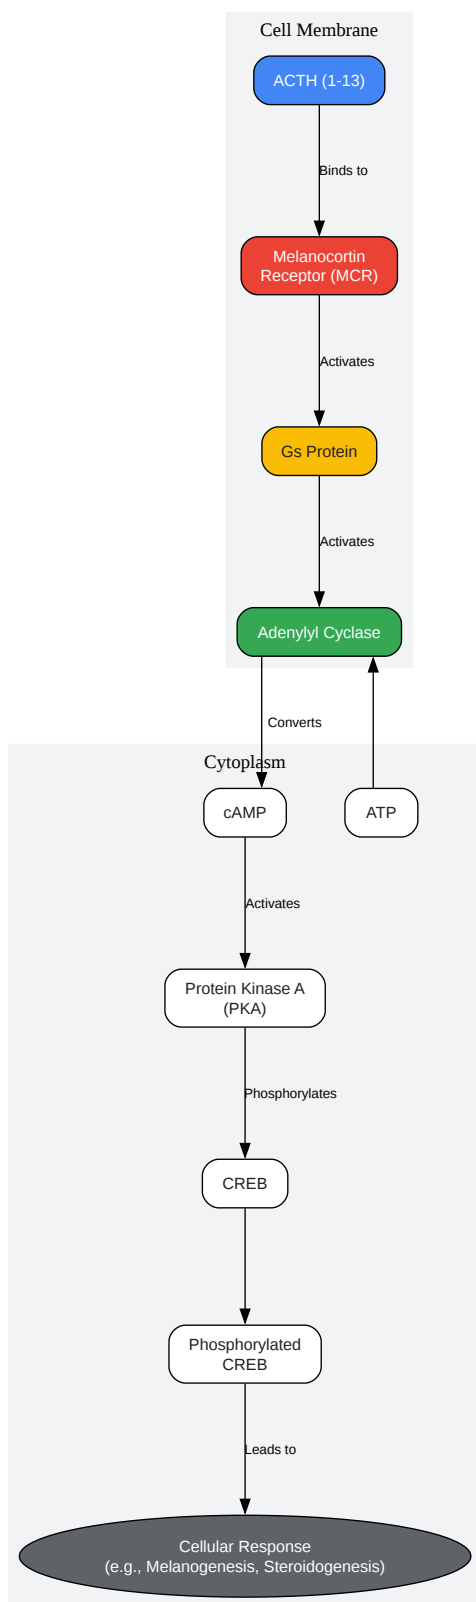 Cell Membrane
ACTH (1-13)
Binds to
Melanocortin
Receptor (MCR)
Activates
Gs Protein
Activates
Adenylyl Cyclase
Converts
Cytoplasm
cAMP
ATP
Activates
Protein Kinase A
(PKA)
Phosphorylates
CREB
Phosphorylated
CREB
Leads to
Cellular Response
(e.g., Melanogenesis, Steroidogenesis)